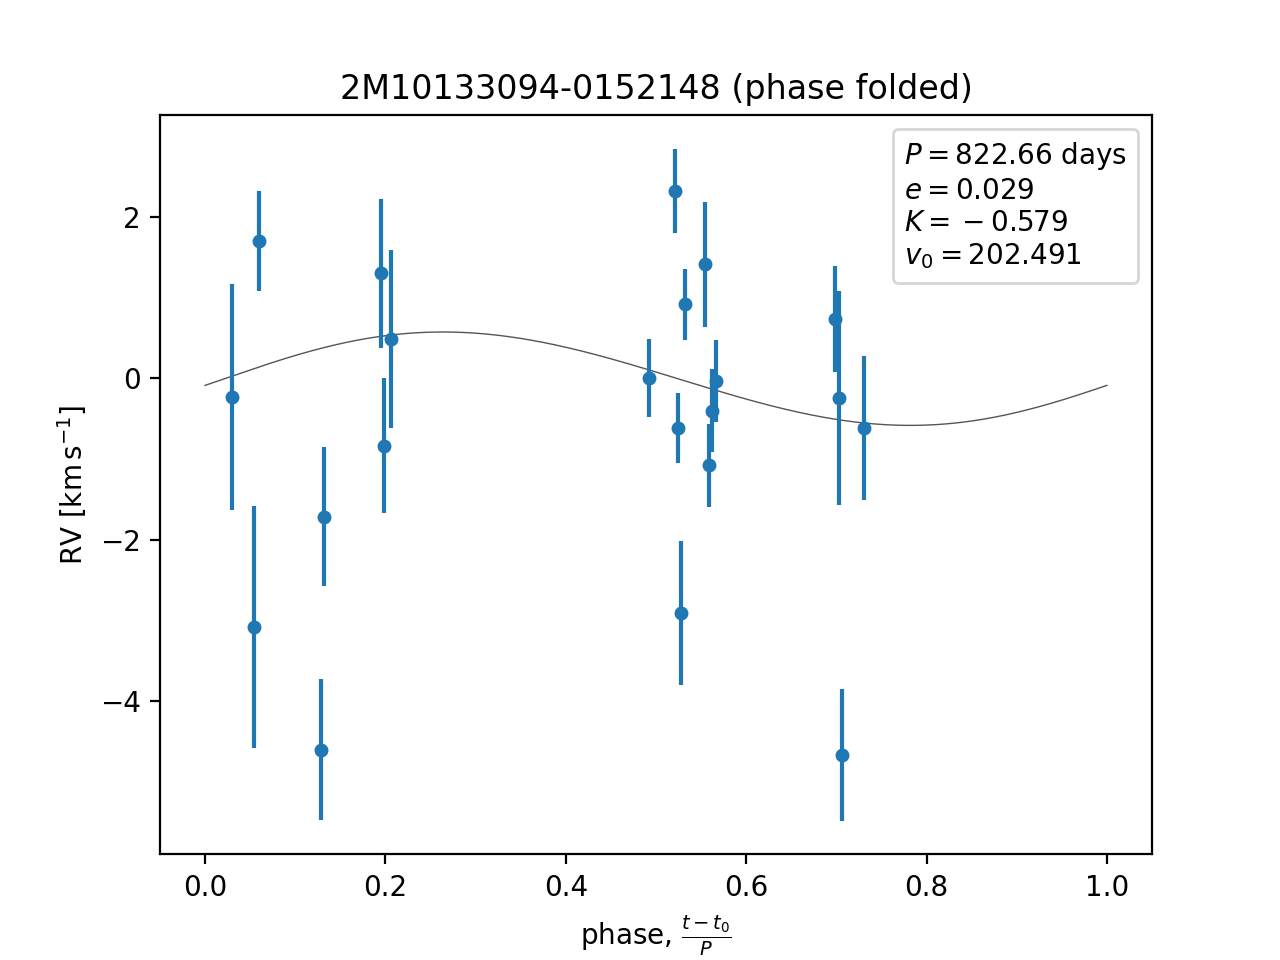 2M10133094-0152148 (phase folded)
P = 822.66 days
e = 0.029
K = −0.579
v₀ = 202.491
2
0
−2
−4
RV [km s⁻¹]
0.0 0.2 0.4 0.6 0.8 1.0
phase, (t − t₀)/P